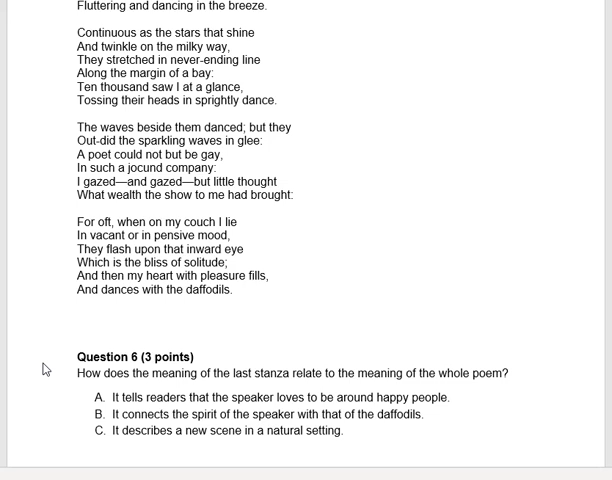 Fluttering and dancing in the breeze.
Continuous as the stars that shine
And twinkle on the milky way,
They stretched in never-ending line
Along the margin of a bay:
Ten thousand saw I at a glance,
Tossing their heads in sprightly dance.
The waves beside them danced; but they
Out-did the sparkling waves in glee:
A poet could not but be gay,
In such a jocund company:
I gazed—and gazed—but little thought
What wealth the show to me had brought:
For oft, when on my couch I lie
In vacant or in pensive mood,
They flash upon that inward eye
Which is the bliss of solitude;
And then my heart with pleasure fills,
And dances with the daffodils.
Question 6 (3 points)
How does the meaning of the last stanza relate to the meaning of the whole poem?
A. It tells readers that the speaker loves to be around happy people.
B. It connects the spirit of the speaker with that of the daffodils.
C. It describes a new scene in a natural setting.